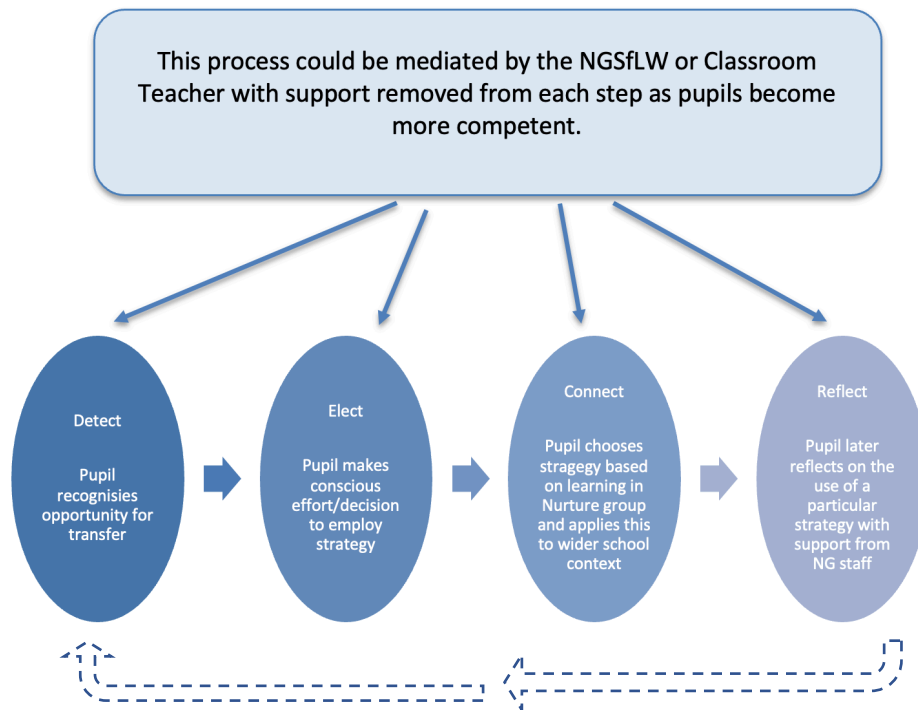 This process could be mediated by the NGSfLW or Classroom
Teacher with support removed from each step as pupils become
more competent.
Detect
Pupil
recognisies
opportunity for
transfer
Elect
Pupil makes
conscious
effort/decision
to employ
strategy
Connect
Pupil chooses
stragegy based
on learning in
Nurture group
and applies this
to wider school
context
Reflect
Pupil later
reflects on the
use of a
particular
strategy with
support from
NG staff